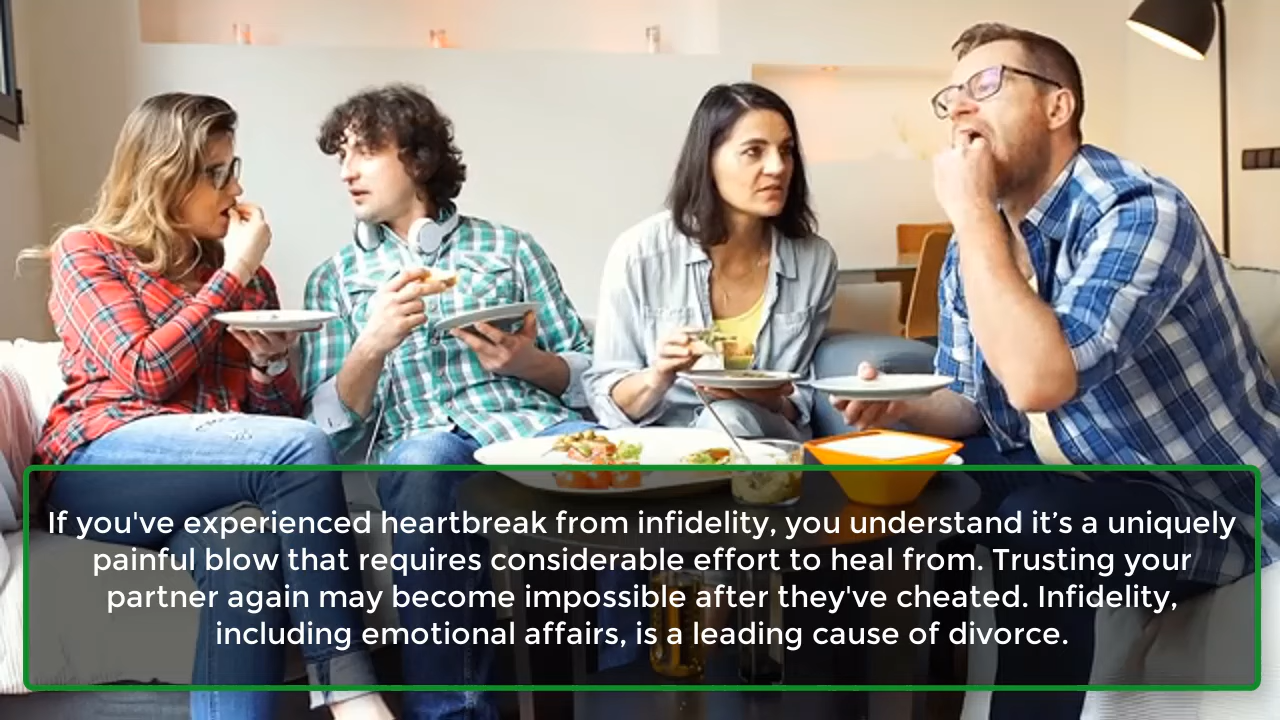 If you've experienced heartbreak from infidelity, you understand it’s a uniquely
painful blow that requires considerable effort to heal from. Trusting your
partner again may become impossible after they've cheated. Infidelity,
including emotional affairs, is a leading cause of divorce.